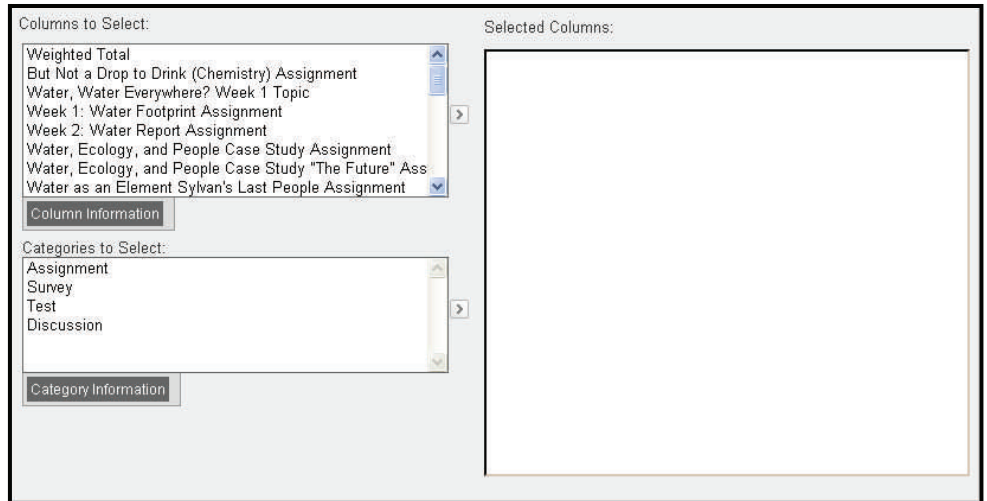 Columns to Select:
Weighted Total
But Not a Drop to Drink (Chemistry) Assignment
Water, Water Everywhere? Week 1 Topic
Week 1: Water Footprint Assignment
Week 2: Water Report Assignment
Water, Ecology, and People Case Study Assignment
Water, Ecology, and People Case Study "The Future" Ass
Water as an Element Sylvan's Last People Assignment
Column Information
Categories to Select:
Assignment
Survey
Test
Discussion
Category Information
Selected Columns: